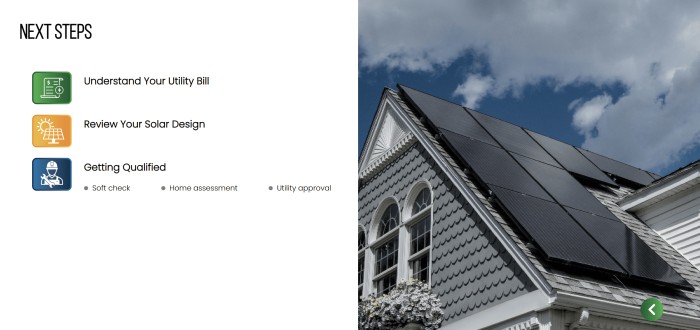 NEXT STEPS
Understand Your Utility Bill
Review Your Solar Design
Getting Qualified
Soft check
Home assessment
Utility approval